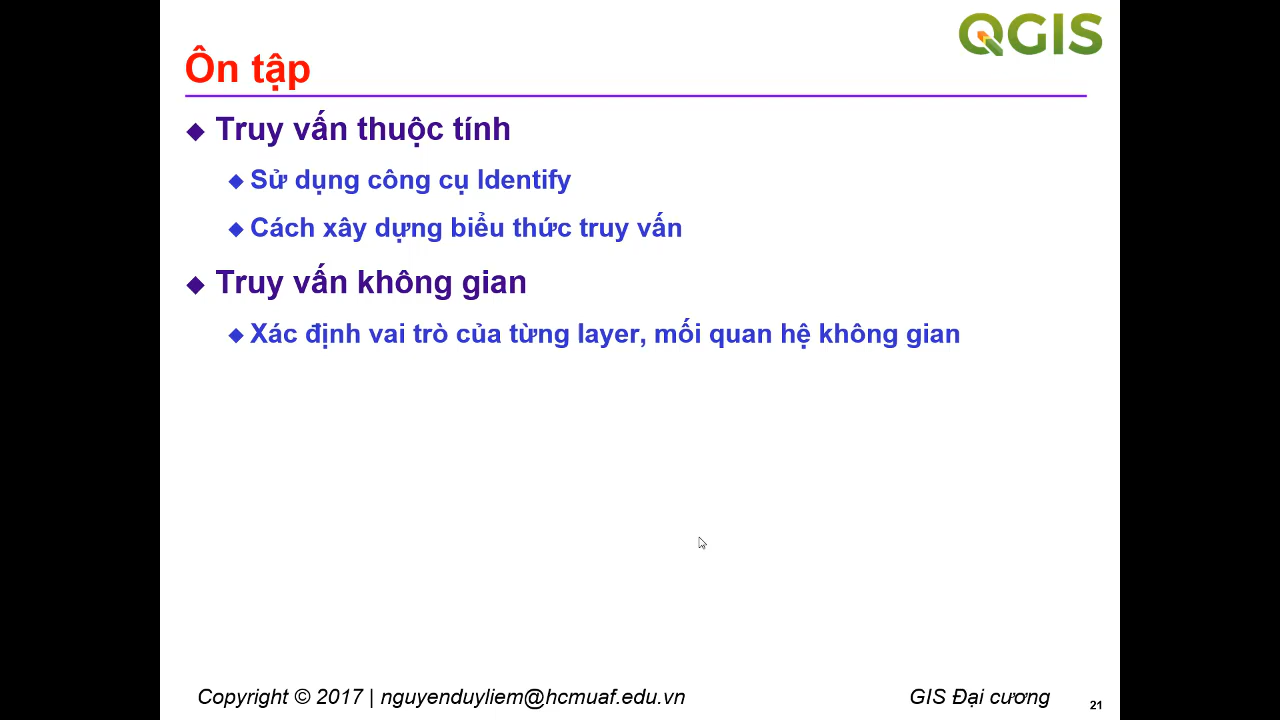 QGIS
Ôn tập
Truy vấn thuộc tính
Sử dụng công cụ Identify
Cách xây dựng biểu thức truy vấn
Truy vấn không gian
Xác định vai trò của từng layer, mối quan hệ không gian
Copyright © 2017 | nguyenduyliem@hcmuaf.edu.vn
GIS Đại cương
21